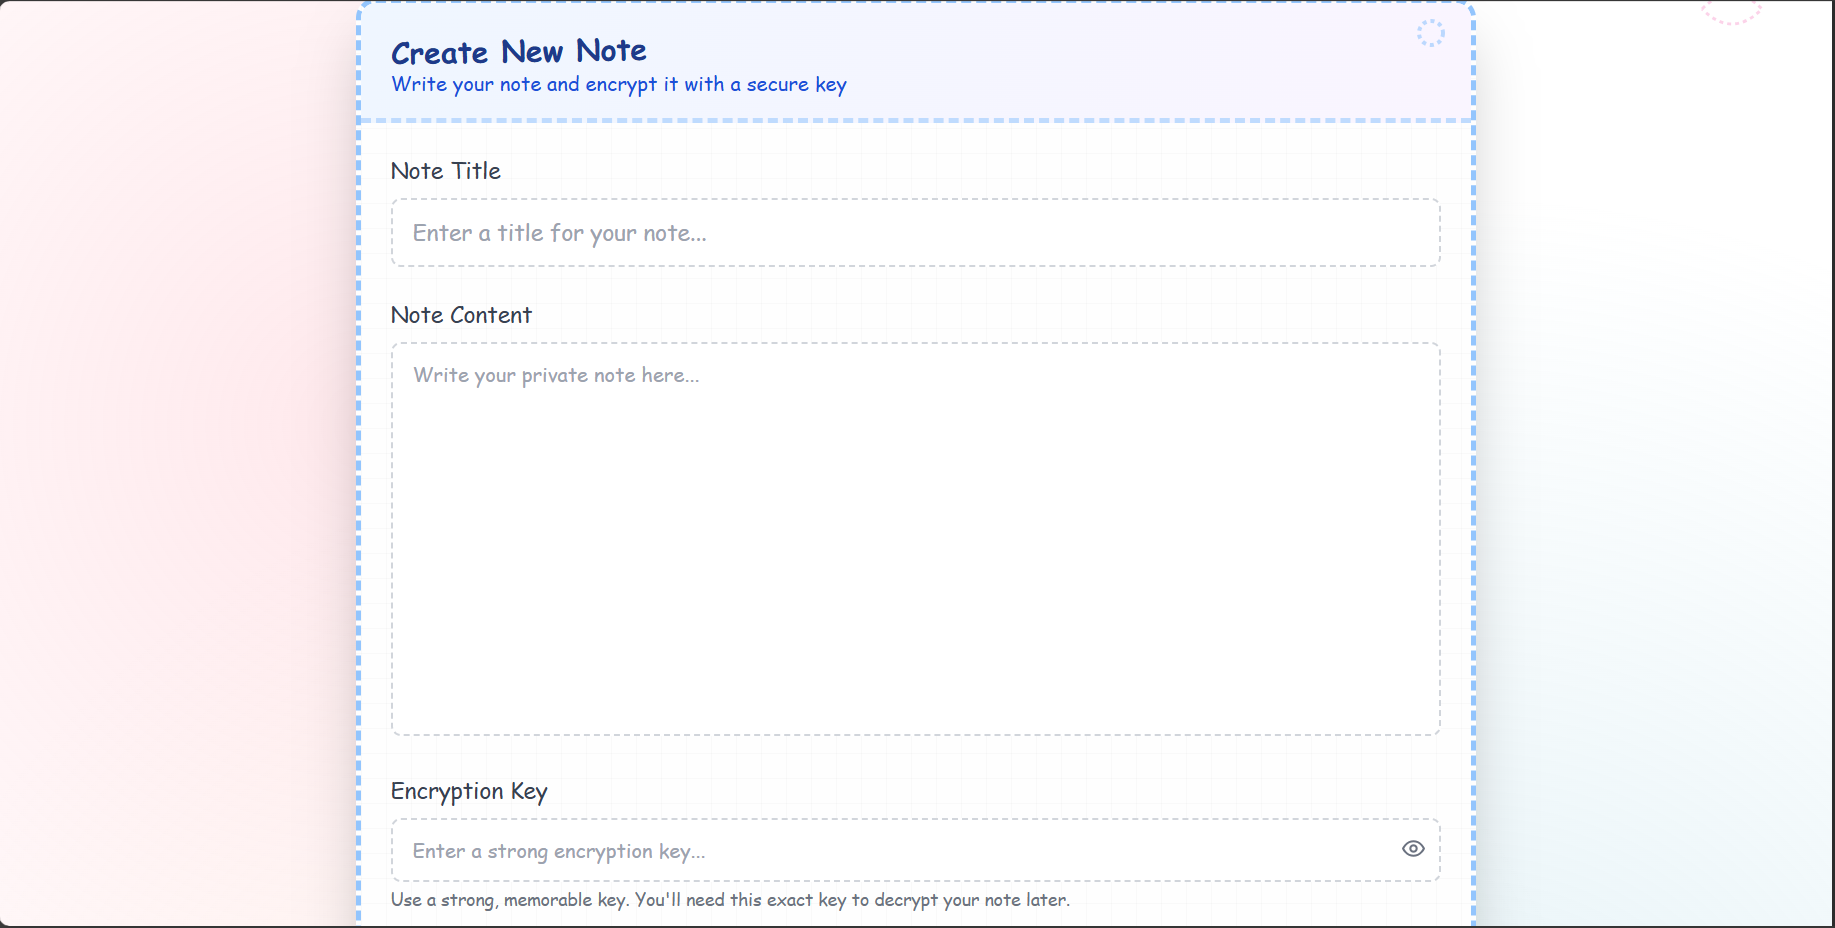 Create New Note
Write your note and encrypt it with a secure key
Note Title
Enter a title for your note...
Note Content
Write your private note here...
Encryption Key
Enter a strong encryption key...
Use a strong, memorable key. You'll need this exact key to decrypt your note later.